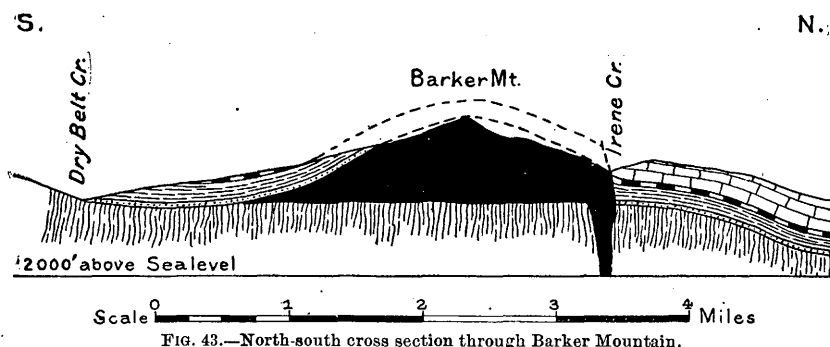 S. N.
Dry Belt Cr.
Barker Mt.
rene Cr.
2000' above Sealevel
0 1 2 3 4
Scale Miles
FIG. 43.—North-south cross section through Barker Mountain.